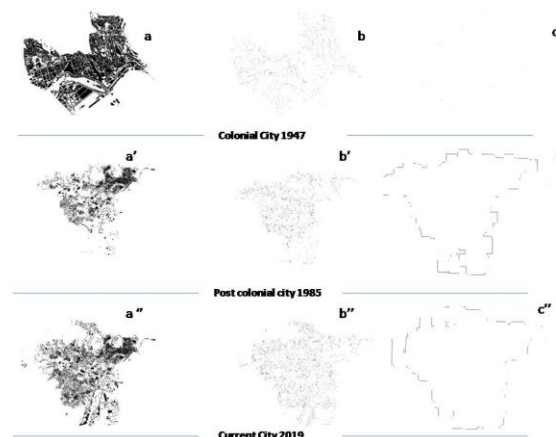 a b c
Colonial City 1947
a' b' c'
Post colonial city 1985
a" b" c"
Current City 2019